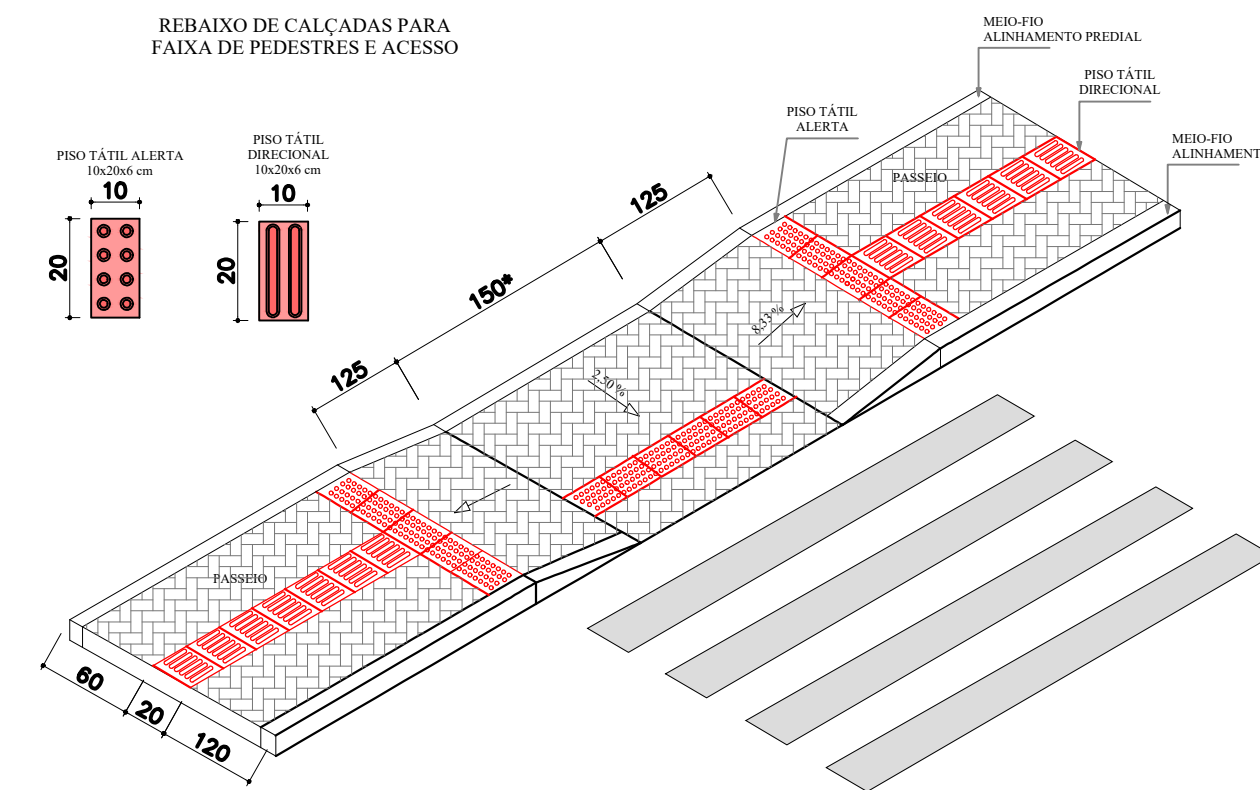 REBAIXO DE CALÇADAS PARA
FAIXA DE PEDESTRES E ACESSO
MEIO-FIO
ALINHAMENTO PREDIAL
PISO TÁTIL
DIRECIONAL
PISO TÁTIL
ALERTA
MEIO-FIO
ALINHAMENT
PISO TÁTIL ALERTA
10x20x6 cm
10
20
PISO TÁTIL
DIRECIONAL
10x20x6 cm
10
20
125
150*
125
PASSEIO
8,33 %
2,50 %
PASSEIO
60
20
120